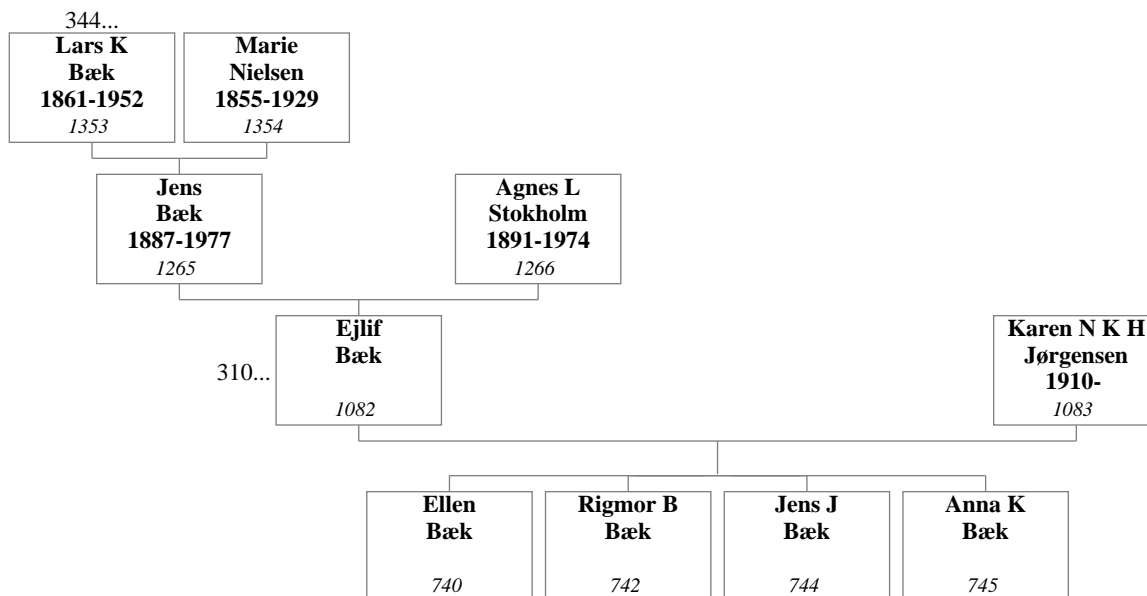 344...
Lars K
Bæk
1861-1952
1353
Marie
Nielsen
1855-1929
1354
Jens
Bæk
1887-1977
1265
Agnes L
Stokholm
1891-1974
1266
310...
Ejlif
Bæk
1082
Karen N K H
Jørgensen
1910-
1083
Ellen
Bæk
740
Rigmor B
Bæk
742
Jens J
Bæk
744
Anna K
Bæk
745